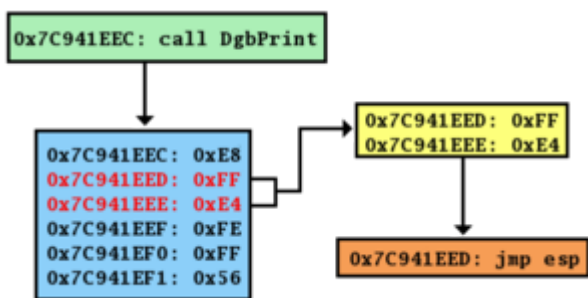 0x7C941EEC: call DgbPrint
0x7C941EEC: 0xE8
0x7C941EED: 0xFF
0x7C941EEE: 0xE4
0x7C941EEF: 0xFE
0x7C941EF0: 0xFF
0x7C941EF1: 0x56
0x7C941EED: 0xFF
0x7C941EEE: 0xE4
0x7C941EED: jmp esp